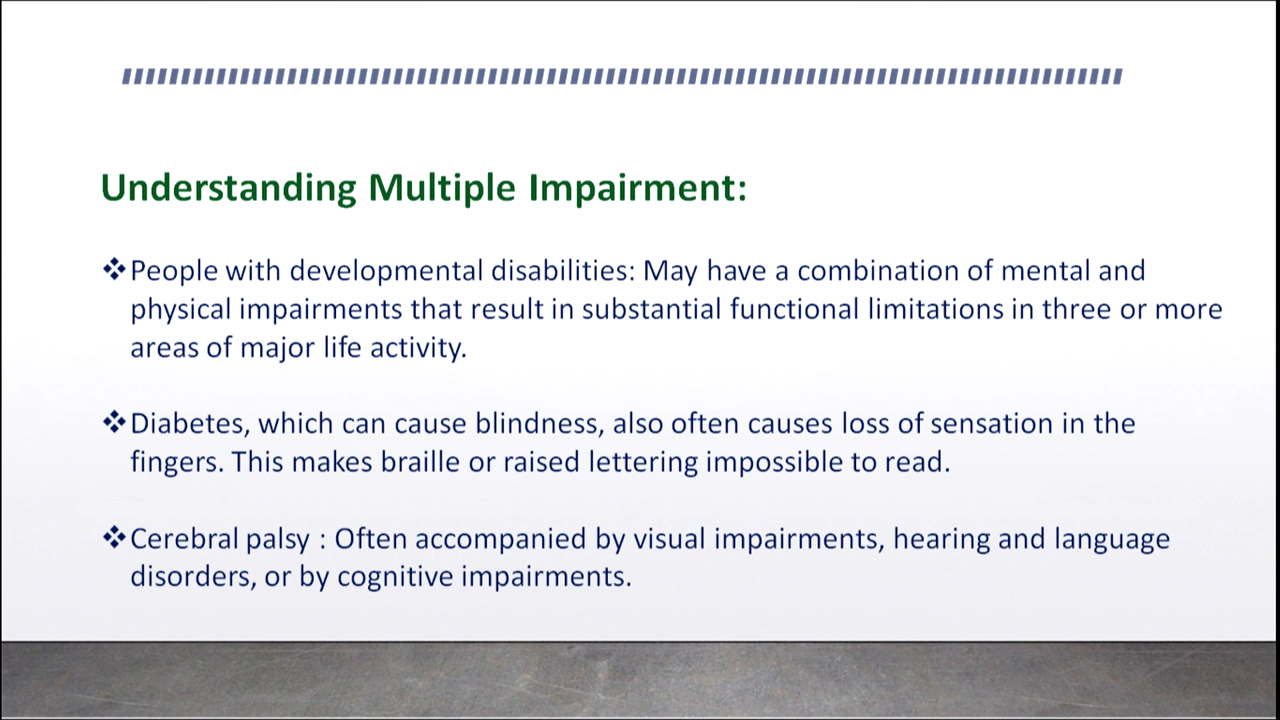 Understanding Multiple Impairment:
❖People with developmental disabilities: May have a combination of mental and
physical impairments that result in substantial functional limitations in three or more
areas of major life activity.
❖Diabetes, which can cause blindness, also often causes loss of sensation in the
fingers. This makes braille or raised lettering impossible to read.
❖Cerebral palsy : Often accompanied by visual impairments, hearing and language
disorders, or by cognitive impairments.